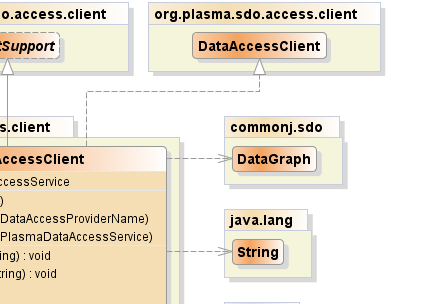 o.access.client
org.plasma.sdo.access.client
tSupport
DataAccessClient
s.client
commonj.sdo
AccessClient
DataGraph
ccessService
)
DataAccessProviderName)
PlasmaDataAccessService)
ing) : void
tring) : void
java.lang
String